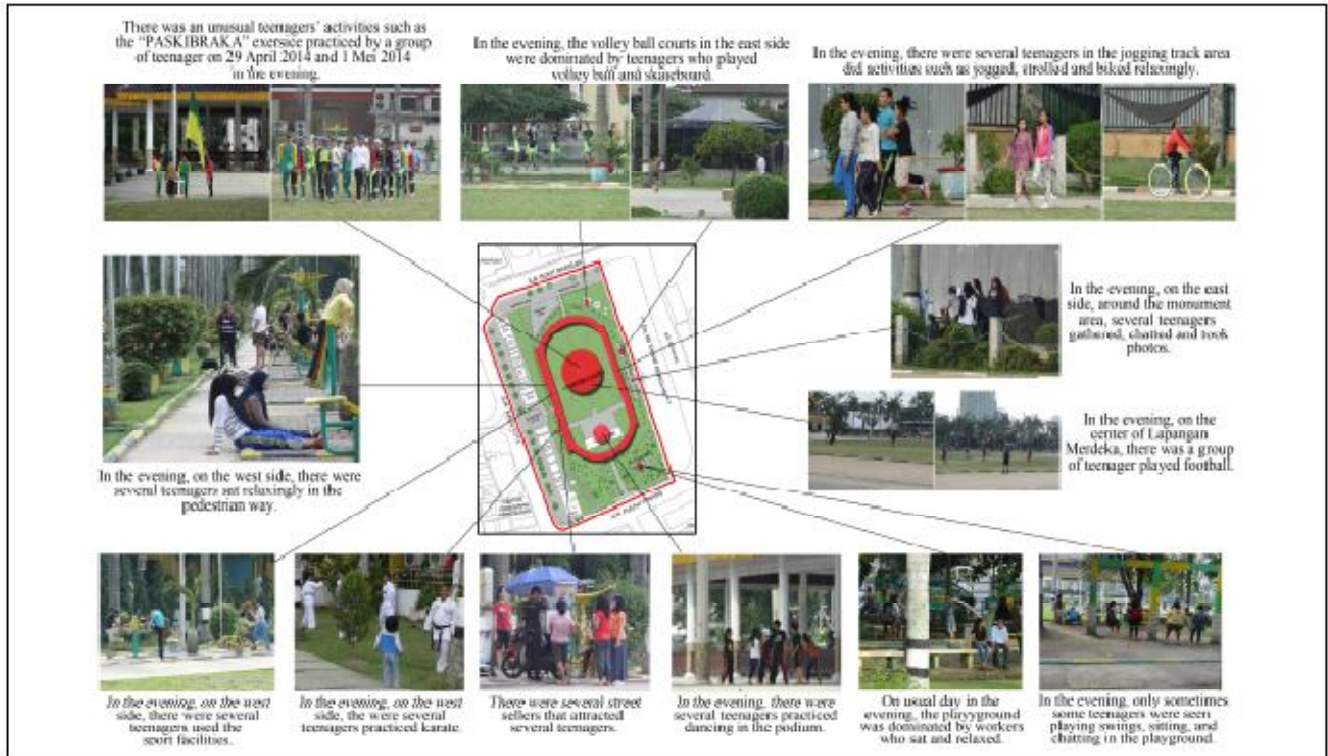 There was an unusual teenagers' activities such as
the "PASKIBRAKA" exersice practiced by a group
of teenager on 29 April 2014 and 1 Mei 2014
in the evening.
In the evening, the volley ball courts in the east side
were dominated by teenagers who played
volley ball and skateboard.
In the evening, there were several teenagers in the jogging track area
did activities such as jogged, strolled and biked relaxingly.
In the evening, on the east
side, around the monument
area, several teenagers
gathered, chatted and took
photos.
In the evening, on the
center of Lapangan
Merdeka, there was a group
of teenager played football.
In the evening, on the west side, there were
several teenagers sat relaxingly in the
pedestrian way.
In the evening, on the west
side, there were several
teenagers used the
sport facilities.
In the evening, on the west
side, the were several
teenagers practiced karate.
There were several street
sellers that attracted
several teenagers.
In the evening, there were
several teenagers practiced
dancing in the podium.
On usual day in the
evening, the playyground
was dominated by workers
who sat and relaxed.
In the evening, only sometimes
some teenagers were seen
playing swings, sitting, and
chatting in the playground.